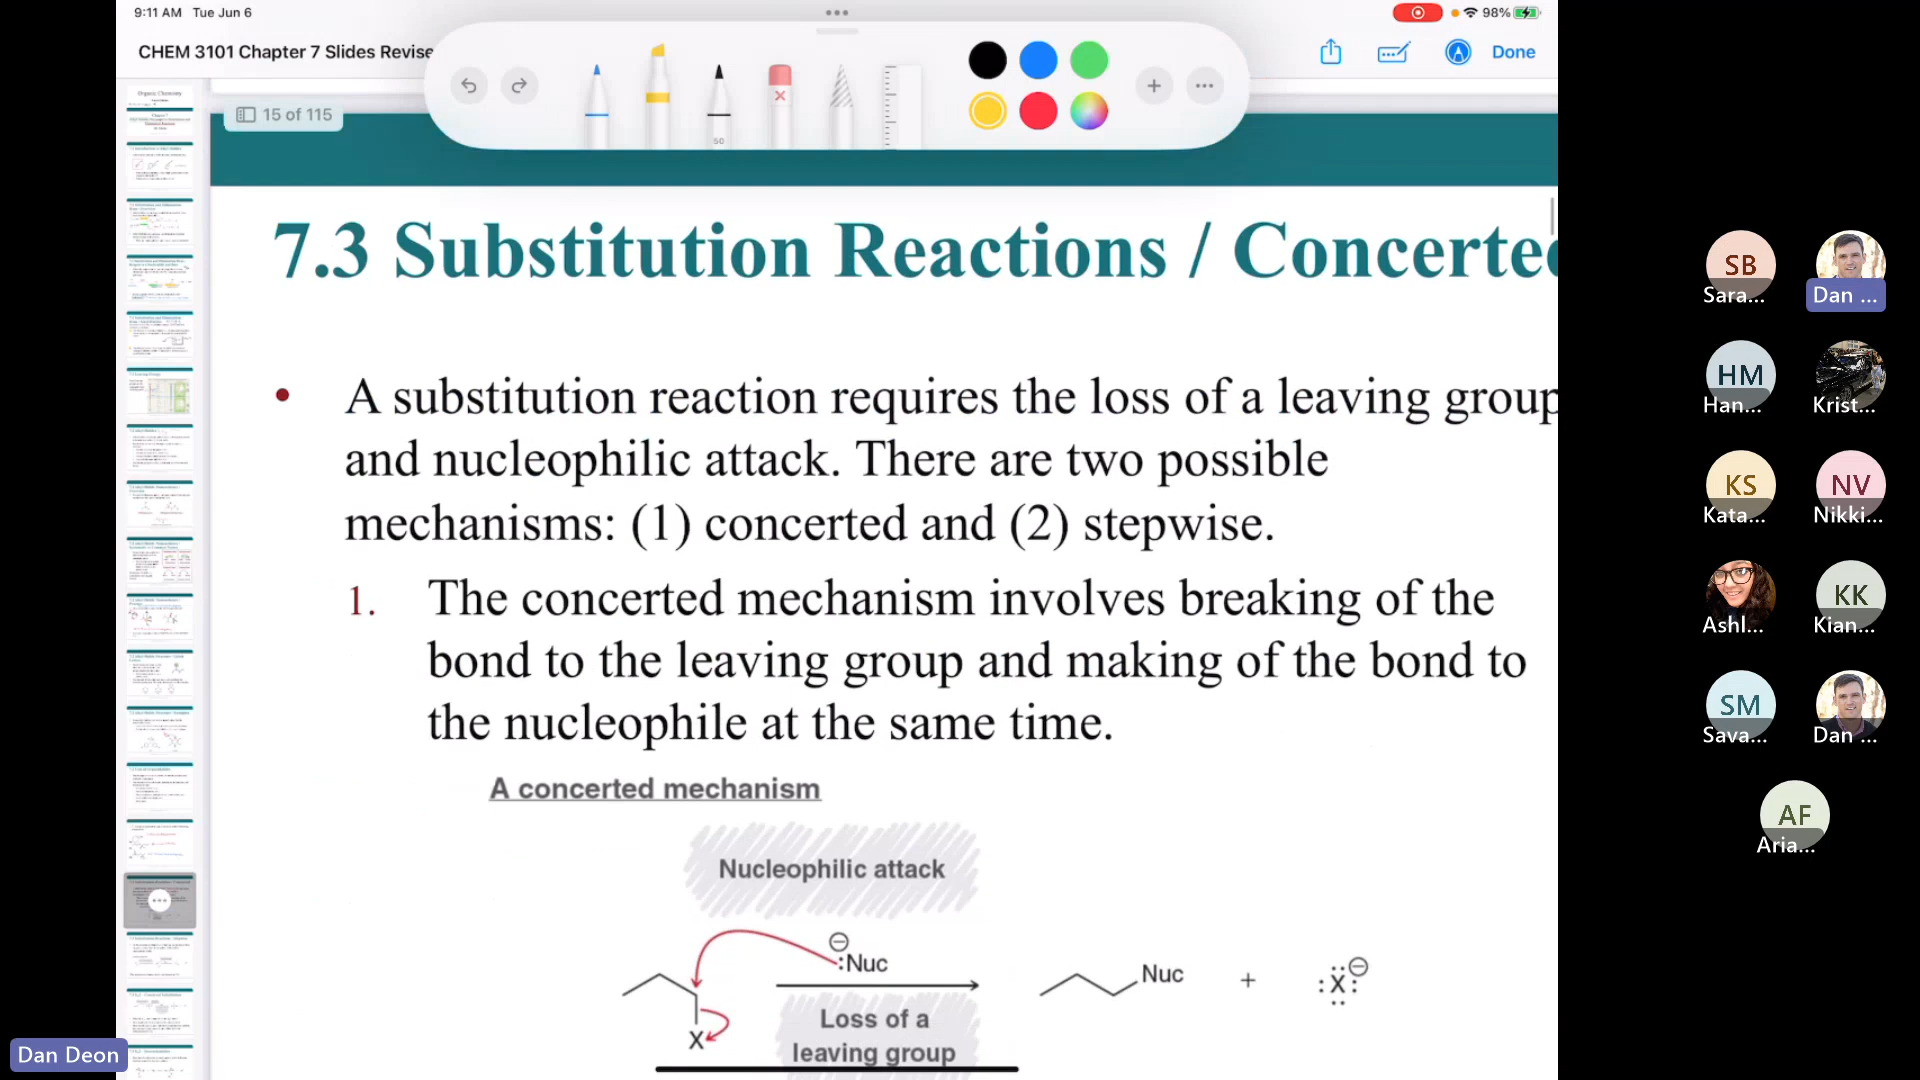 9:11 AM Tue Jun 6
98%
CHEM 3101 Chapter 7 Slides Revise
Done
50
15 of 115
7.3 Substitution Reactions / Concerted
• A substitution reaction requires the loss of a leaving group
and nucleophilic attack. There are two possible
mechanisms: (1) concerted and (2) stepwise.
1. The concerted mechanism involves breaking of the
bond to the leaving group and making of the bond to
the nucleophile at the same time.
A concerted mechanism
Nucleophilic attack
⊖
:Nuc
Nuc
+
:X:⊖
X
Loss of a
leaving group
SB
Sara...
Dan ...
HM
Han...
Krist...
KS
Kata...
NV
Nikki...
Ashl...
KK
Kian...
SM
Sava...
Dan ...
AF
Aria...
Dan Deon